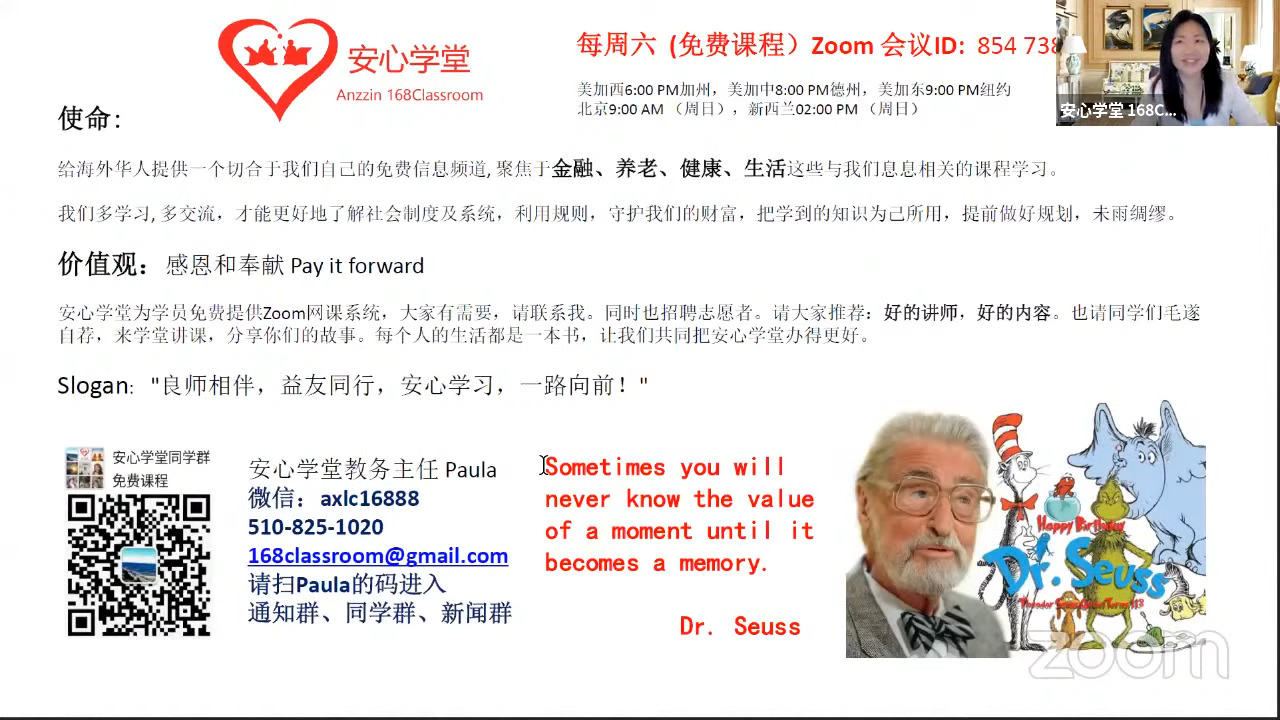 安心学堂
Anzzin 168Classroom
每周六 (免费课程）Zoom 会议ID: 854 738
美加西6:00 PM加州，美加中8:00 PM德州，美加东9:00 PM纽约
北京9:00 AM （周日），新西兰02:00 PM （周日）
安心学堂 168C...
使命：
给海外华人提供一个切合于我们自己的免费信息频道, 聚焦于金融、养老、健康、生活这些与我们息息相关的课程学习。
我们多学习, 多交流，才能更好地了解社会制度及系统，利用规则，守护我们的财富，把学到的知识为己所用，提前做好规划，未雨绸缪。
价值观：感恩和奉献 Pay it forward
安心学堂为学员免费提供Zoom网课系统，大家有需要，请联系我。同时也招聘志愿者。请大家推荐：好的讲师，好的内容。也请同学们毛遂
自荐，来学堂讲课，分享你们的故事。每个人的生活都是一本书，让我们共同把安心学堂办得更好。
Slogan: "良师相伴，益友同行，安心学习，一路向前！"
安心学堂同学群
免费课程
安心学堂教务主任 Paula
微信：axlc16888
510-825-1020
168classroom@gmail.com
请扫Paula的码进入
通知群、同学群、新闻群
Sometimes you will
never know the value
of a moment until it
becomes a memory.
Dr. Seuss
Happy Birthday
Dr. Seuss
zoom